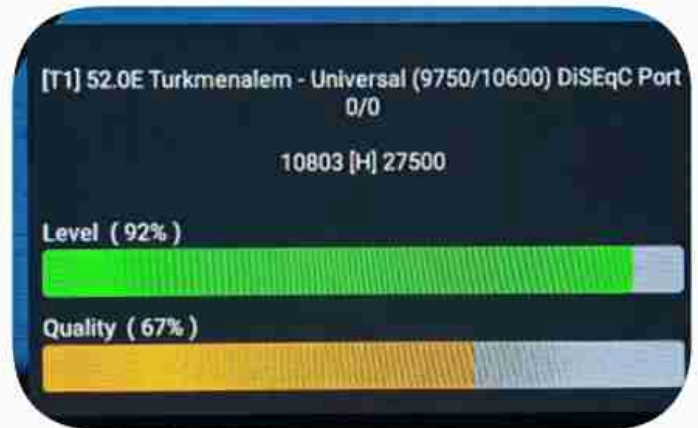 [T1] 52.0E Turkmenalem - Universal (9750/10600) DiSEqC Port
0/0
10803 [H] 27500
Level ( 92% )
Quality ( 67% )